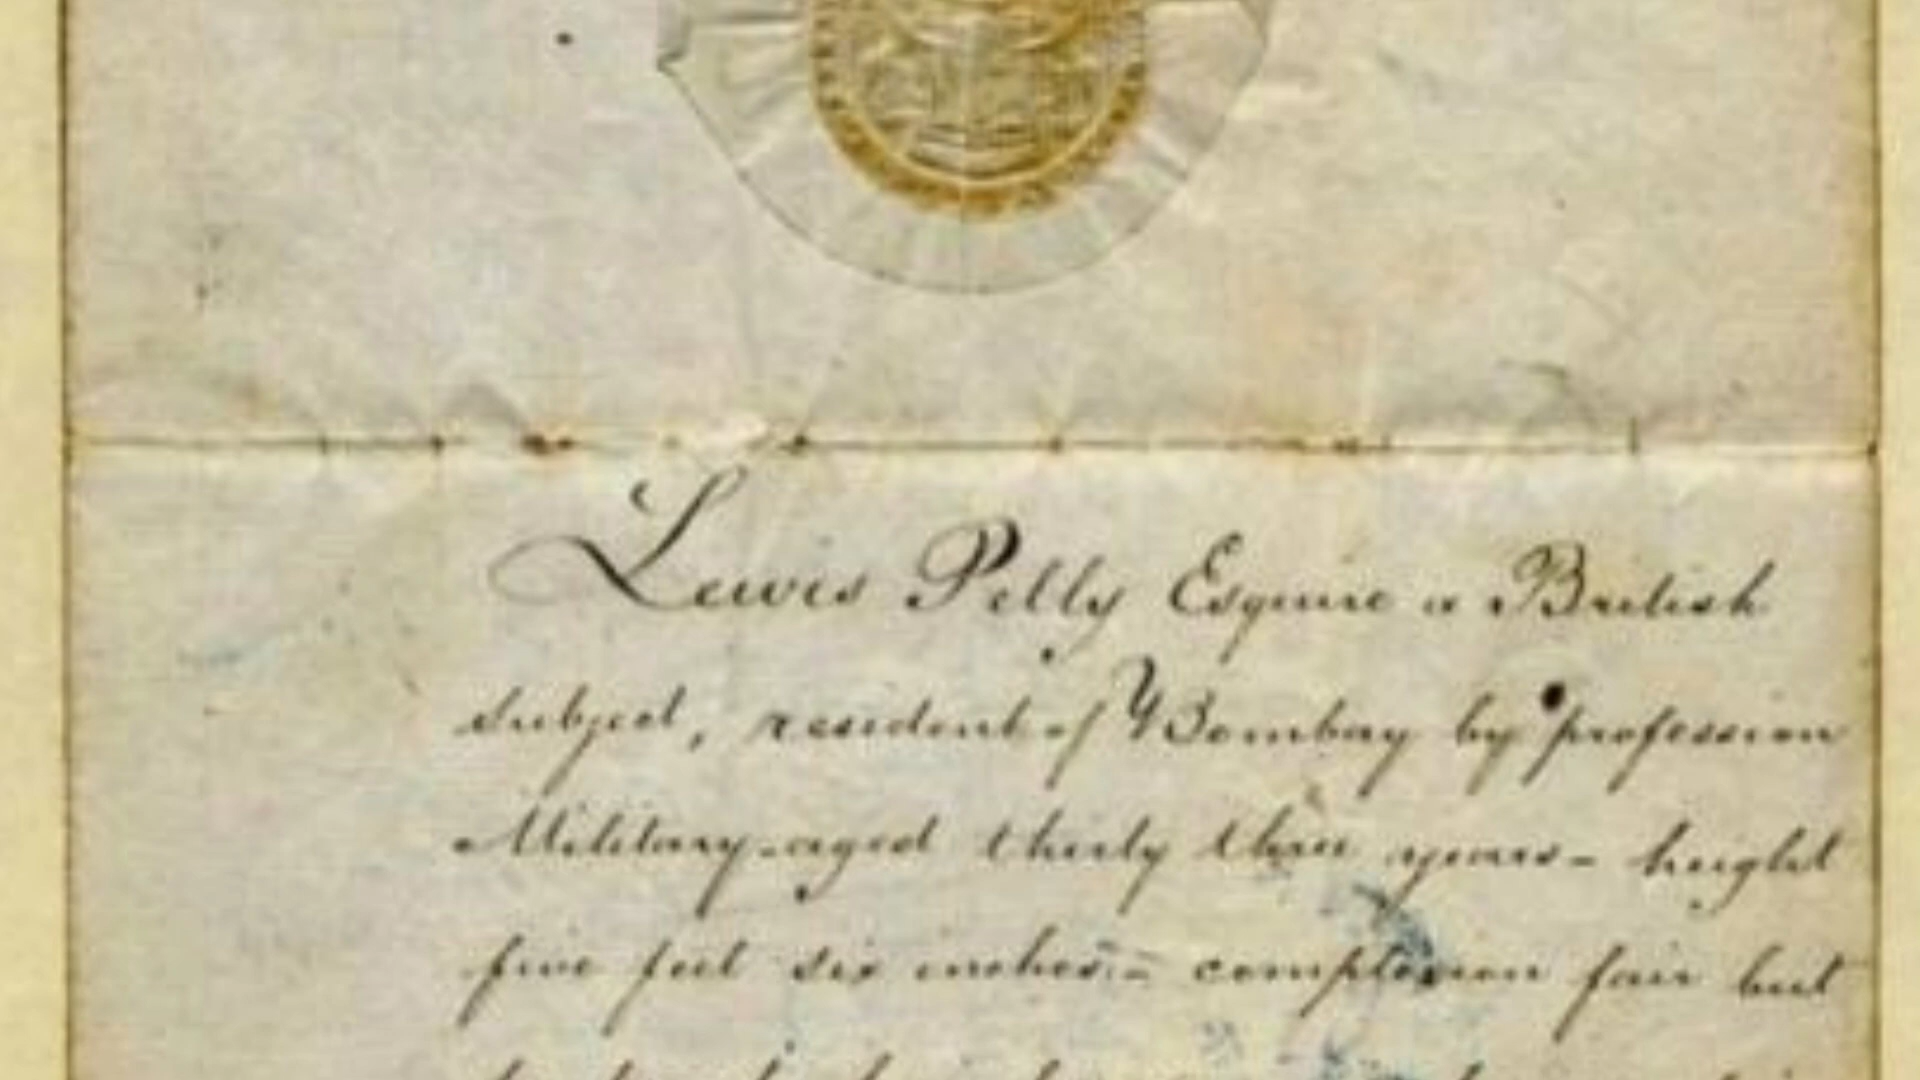 Lewis Pelly Esquire a British
subject, resident of Bombay by profession
Military-aged thirty three years- height
five feet six inches- complexion fair but